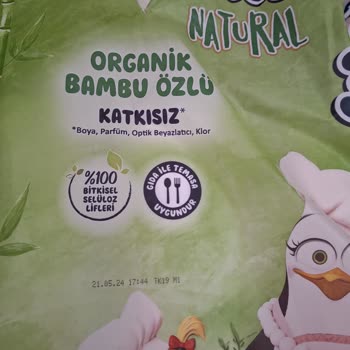 NATURAL
ORGANİK
BAMBU ÖZLÜ
KATKISIZ*
*Boya, Parfüm, Optik Beyazlatıcı, Klor
%100
BİTKİSEL
SELÜLOZ
LİFLERİ
GIDA İLE TEMASA
UYGUNDUR
21.05.24 17:44 TK19 M1